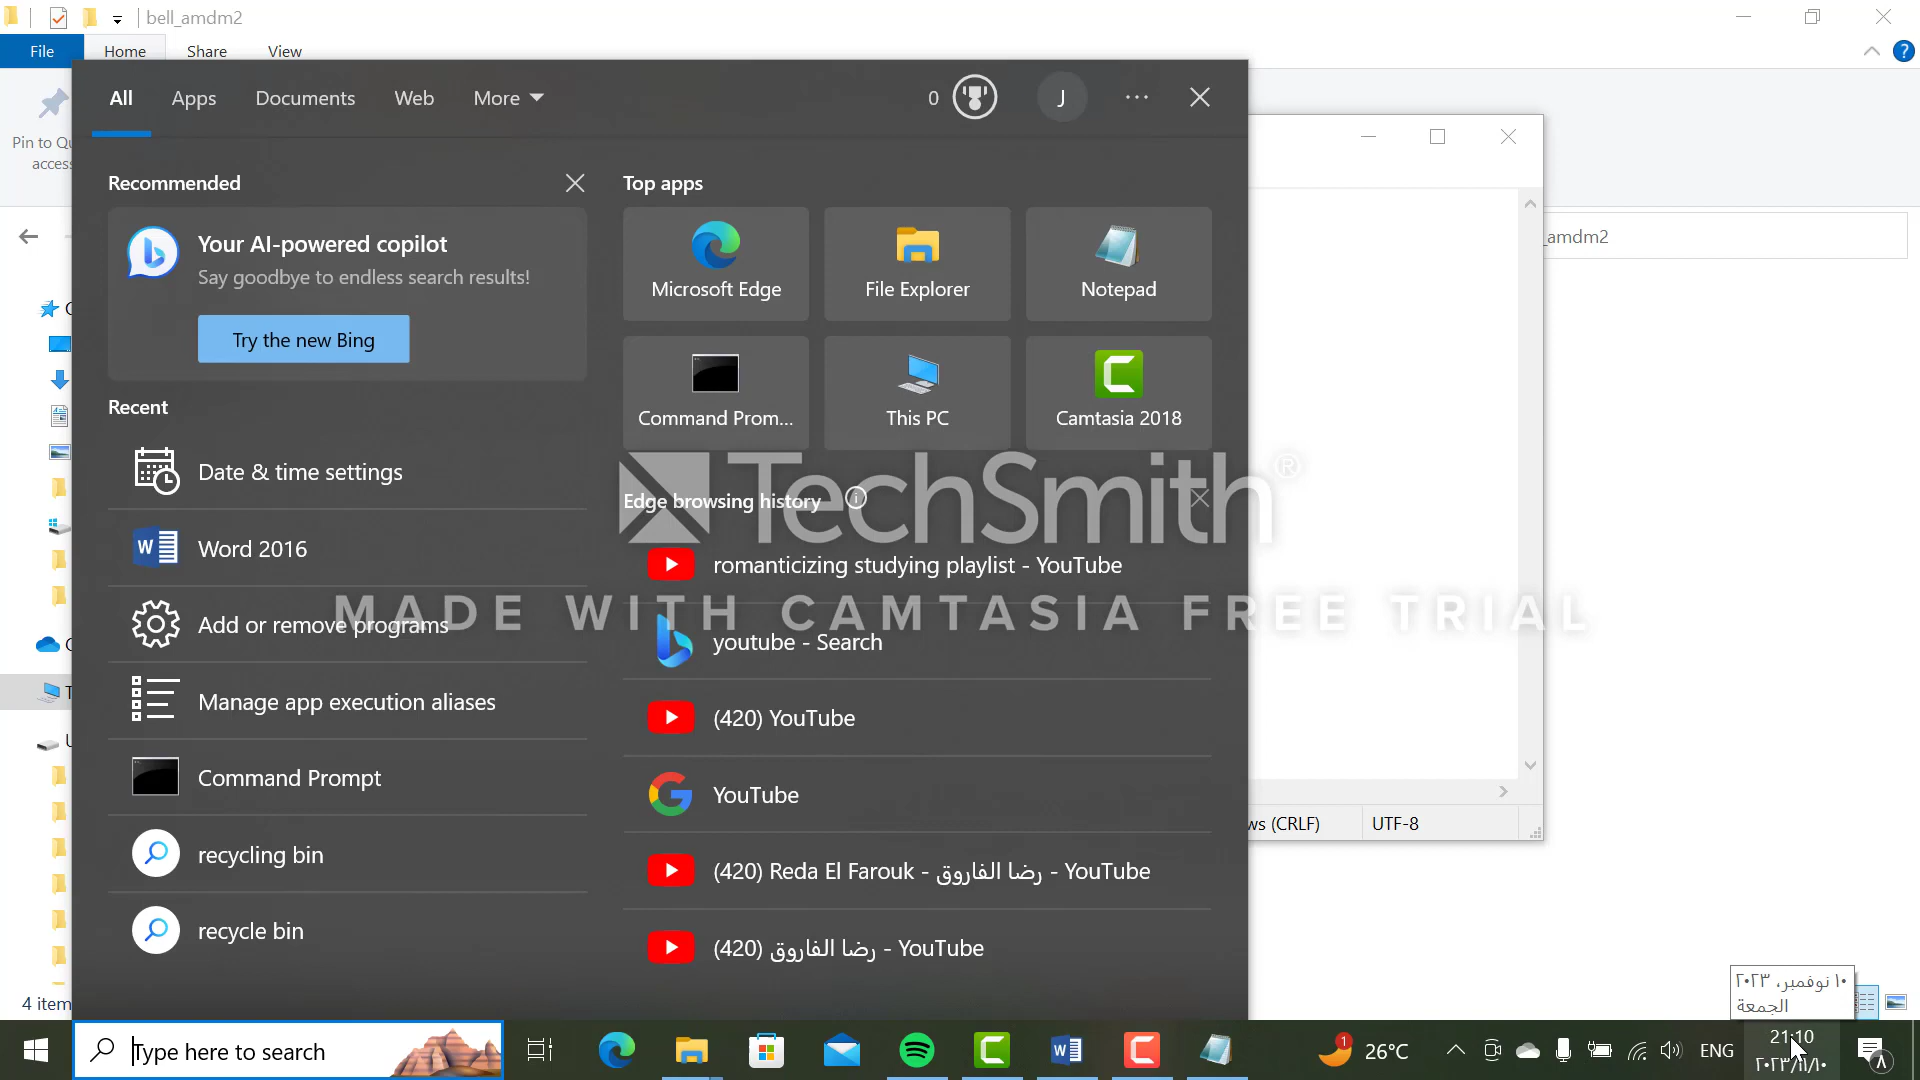 bell_amdm2
File Home Share View
Pin to Qu
access
All Apps Documents Web More 0 J
Recommended
Your AI-powered copilot
Say goodbye to endless search results!
Try the new Bing
Recent
Date & time settings
Word 2016
Add or remove programs
Manage app execution aliases
Command Prompt
recycling bin
recycle bin
Top apps
Microsoft Edge File Explorer Notepad
Command Prom... This PC Camtasia 2018
Edge browsing history
romanticizing studying playlist - YouTube
youtube - Search
(420) YouTube
YouTube
(420) Reda El Farouk - رضا الفاروق - YouTube
(420) رضا الفاروق - YouTube
TechSmith®
MADE WITH CAMTASIA FREE TRIAL
_amdm2
ws (CRLF) UTF-8
4 item
١٠ نوفمبر، ٢٠٢٣
الجمعة
Type here to search
1 26°C ENG
21:10
٢٠٢٣/١١/١٠
٨